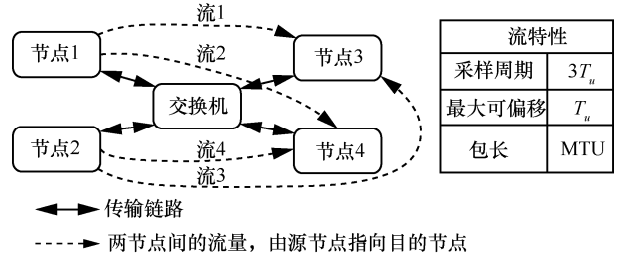 流1
节点1
流2
节点3
交换机
节点2
流4
节点4
流3
传输链路
两节点间的流量，由源节点指向目的节点
流特性
采样周期 3Tu
最大可偏移 Tu
包长 MTU